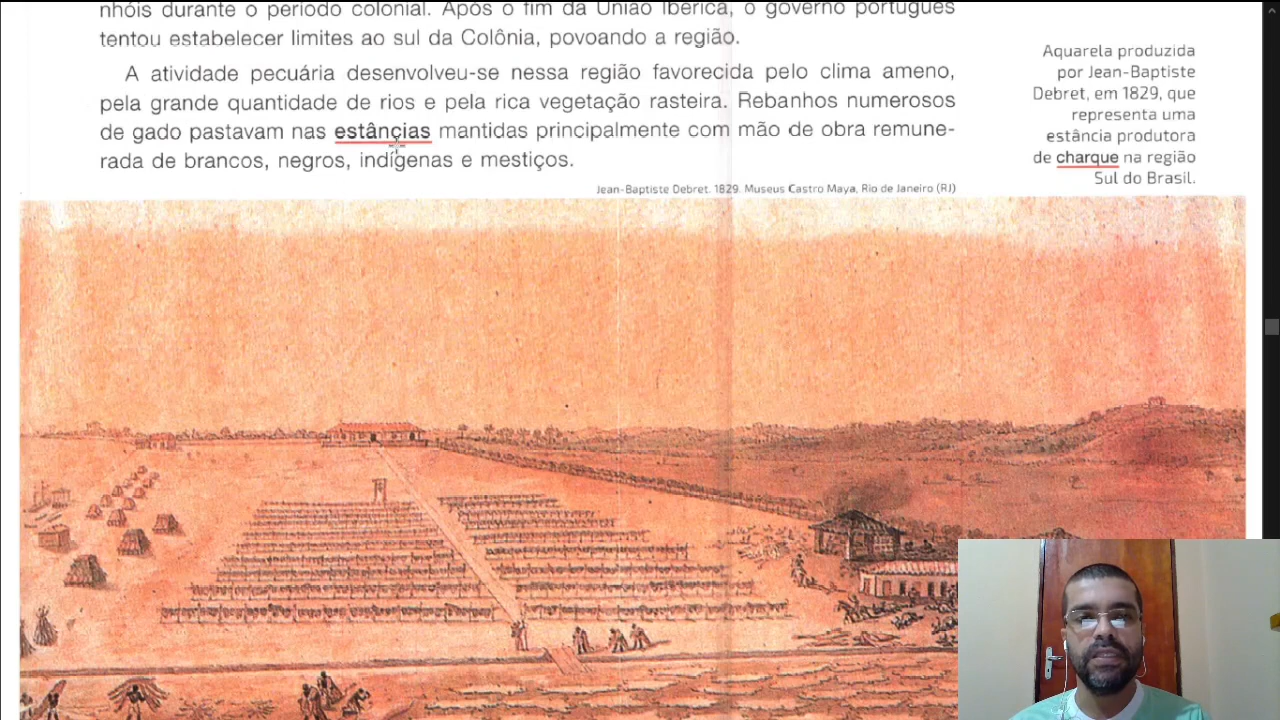 nhóis durante o período colonial. Após o fim da União Ibérica, o governo português
tentou estabelecer limites ao sul da Colônia, povoando a região.
A atividade pecuária desenvolveu-se nessa região favorecida pelo clima ameno,
pela grande quantidade de rios e pela rica vegetação rasteira. Rebanhos numerosos
de gado pastavam nas estâncias mantidas principalmente com mão de obra remune-
rada de brancos, negros, indígenas e mestiços.
Aquarela produzida
por Jean-Baptiste
Debret, em 1829, que
representa uma
estância produtora
de charque na região
Sul do Brasil.
Jean-Baptiste Debret. 1829. Museus Castro Maya, Rio de Janeiro (RJ)